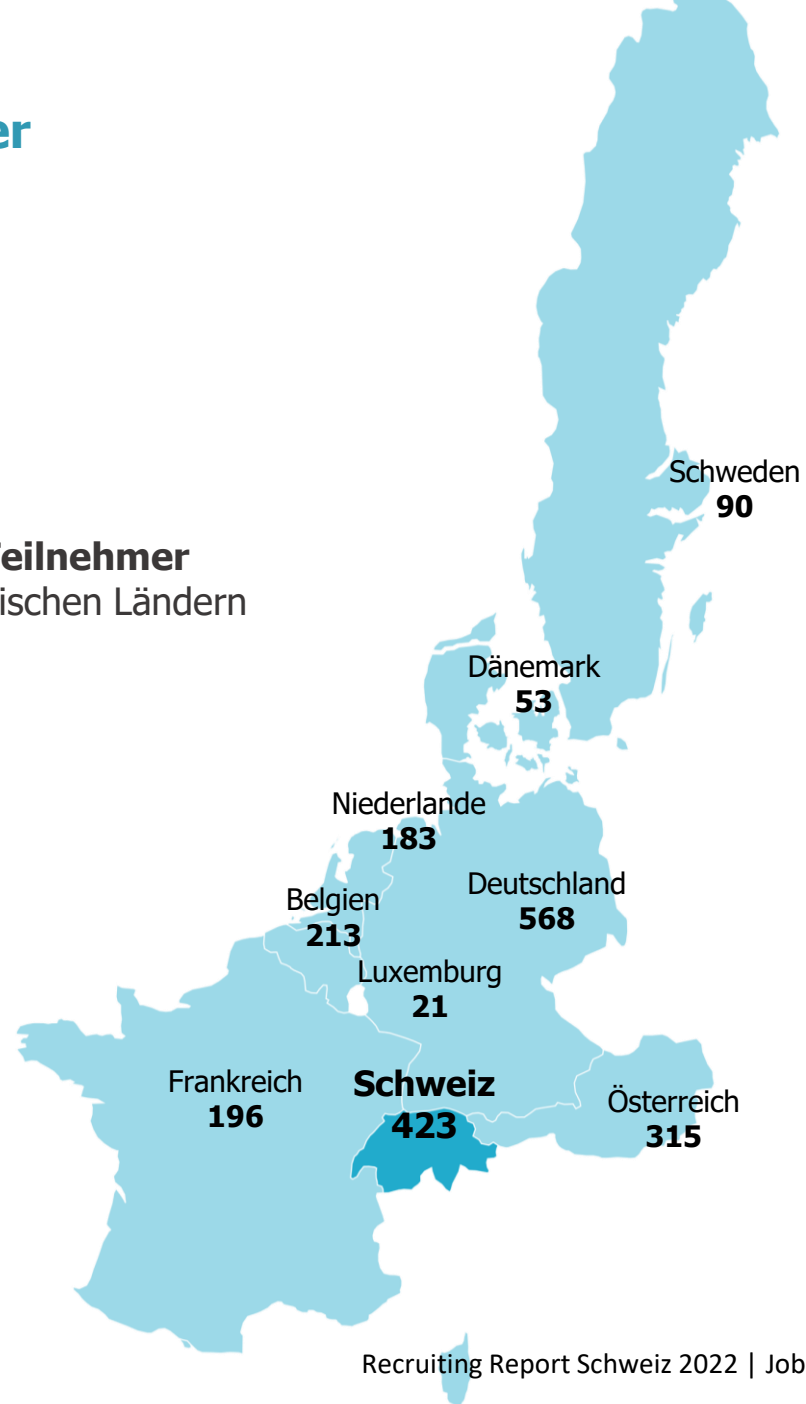 er
Teilnehmer
ischen Ländern
Schweden
90
Dänemark
53
Niederlande
183
Deutschland
568
Belgien
213
Luxemburg
21
Frankreich
196
Schweiz
423
Österreich
315
Recruiting Report Schweiz 2022 | Job